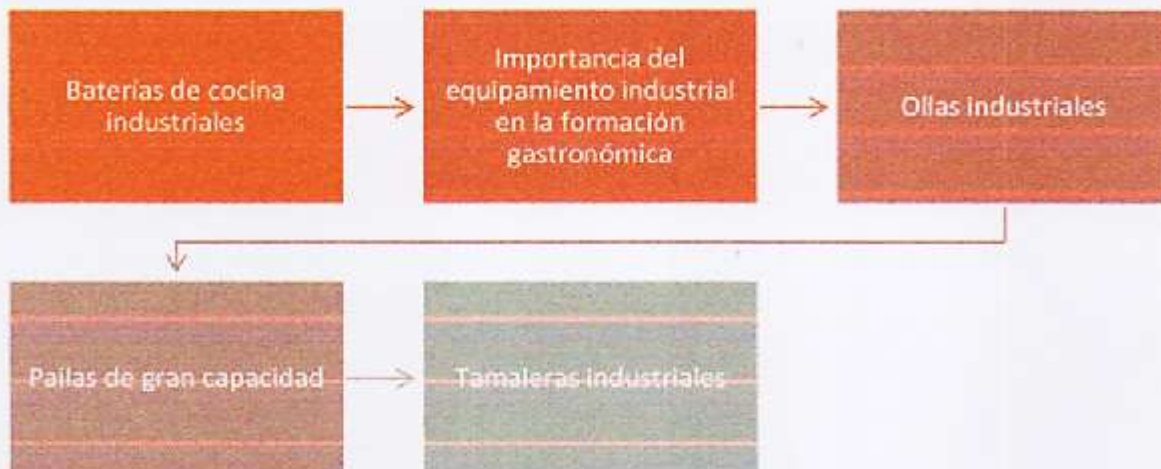 Baterías de cocina
industriales
Importancia del
equipamiento industrial
en la formación
gastronómica
Ollas industriales
Pailas de gran capacidad
Tamaleras industriales